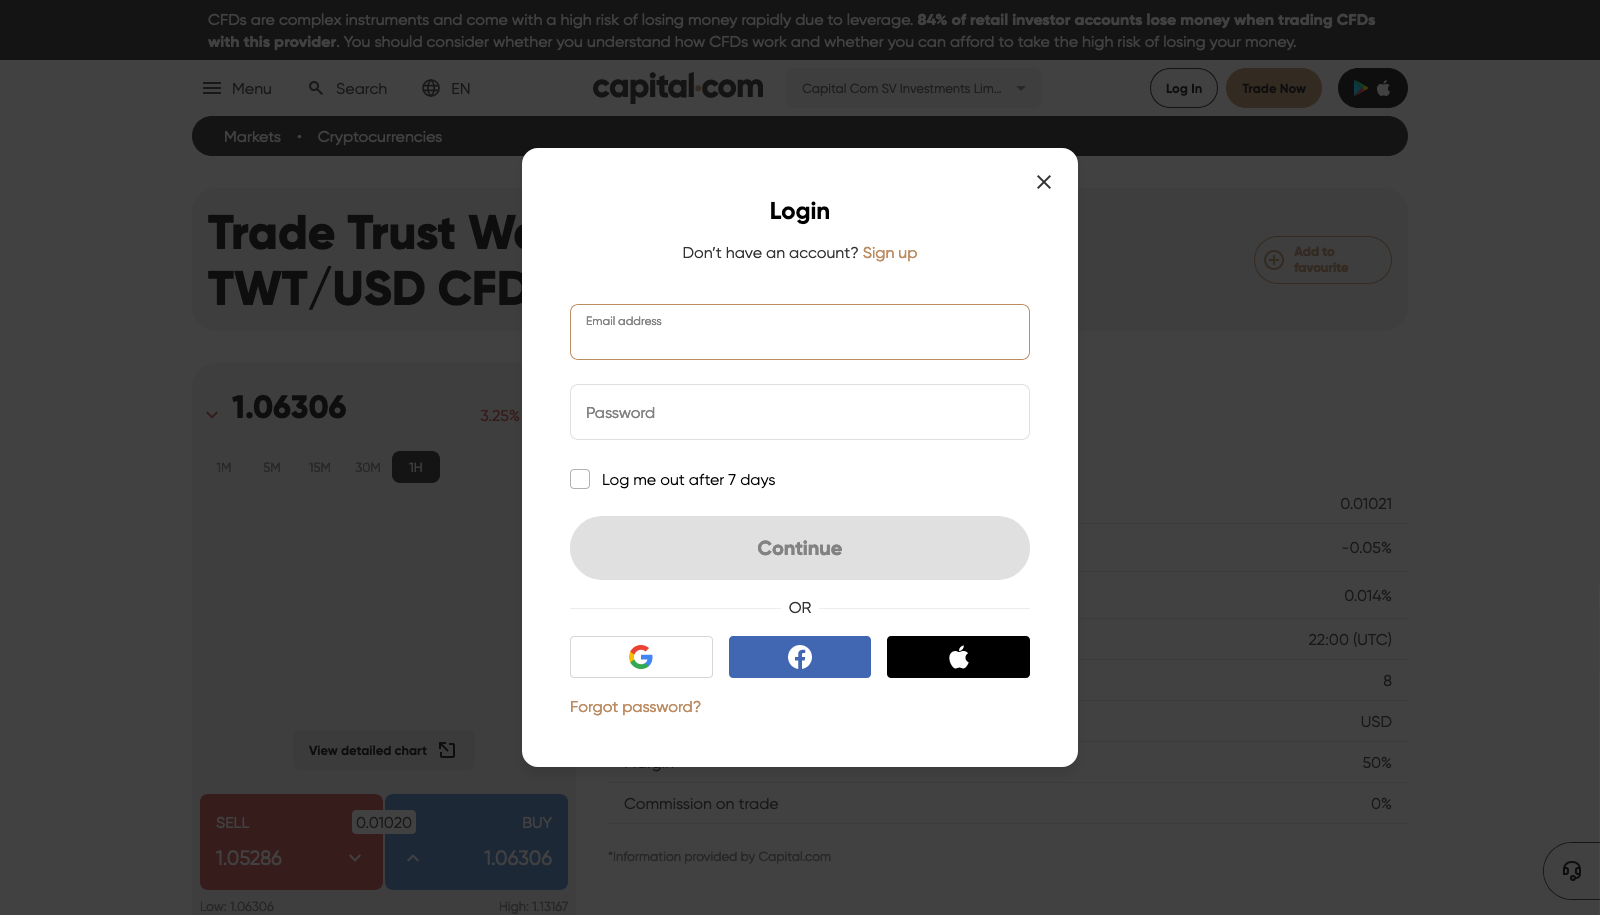 CFDs are complex instruments and come with a high risk of losing money rapidly due to leverage. 84% of retail investor accounts lose money when trading CFDs
with this provider. You should consider whether you understand how CFDs work and whether you can afford to take the high risk of losing your money.
Menu Search EN capital.com Capital Com SV Investments Lim... Log In Trade Now
Markets • Cryptocurrencies
Login
Don't have an account? Sign up
Trade Trust
TWT/USD CFD
Add to
favourite
Email address
Password
Log me out after 7 days
Continue
OR
Forgot password?
1.06306 3.25%
1M 5M 15M 30M 1H
View detailed chart
SELL 0.01020 BUY
1.05286 1.06306
Low: 1.06306 High: 1.13167
0.01021
-0.05%
0.014%
22:00 (UTC)
8
USD
50%
Commission on trade 0%
*Information provided by Capital.com